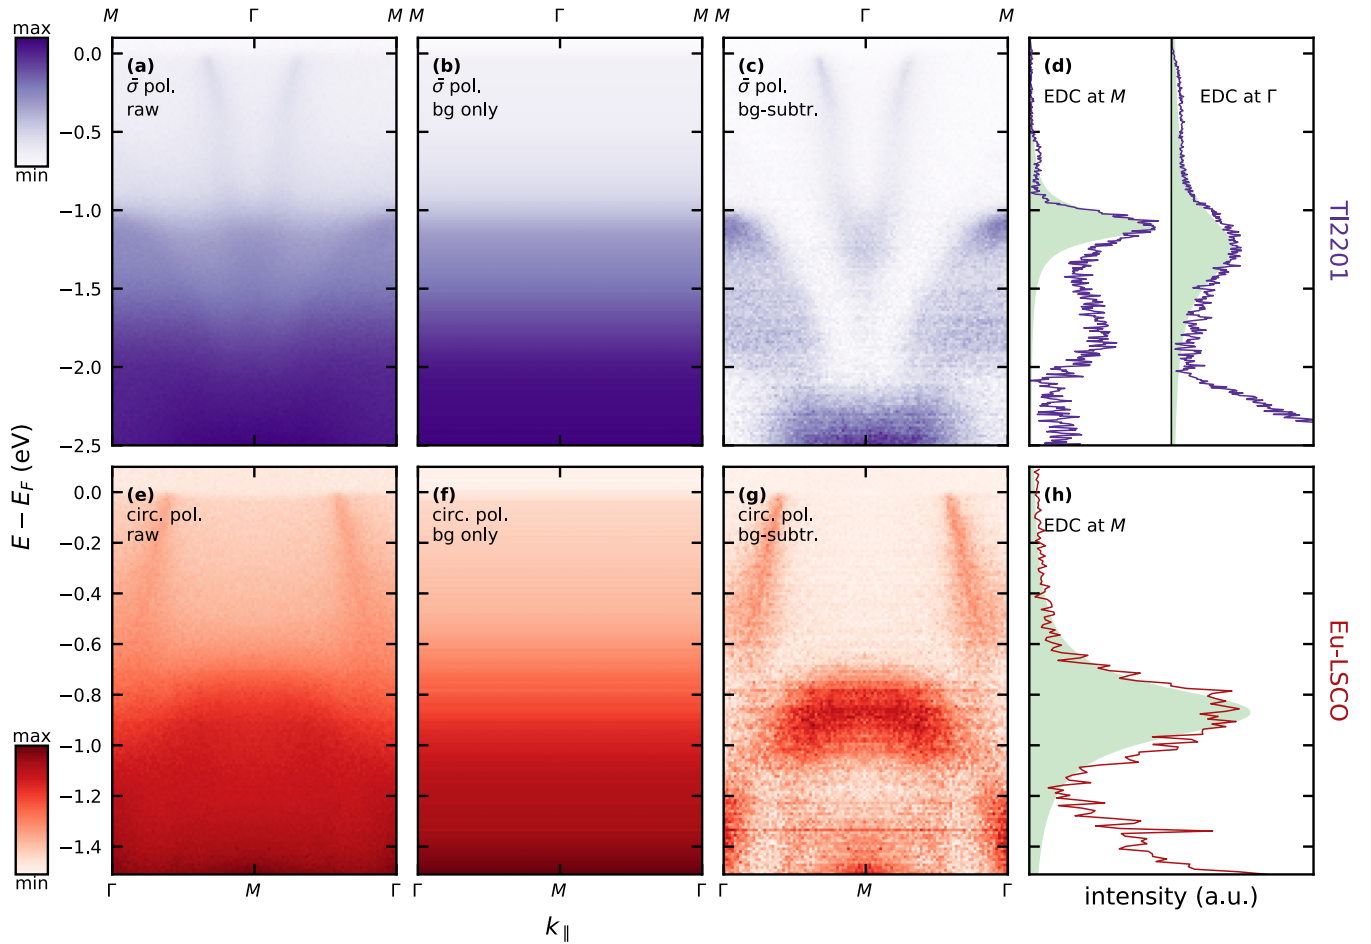 M Γ M M Γ M M Γ M
max
min
0.0
−0.5
−1.0
−1.5
−2.0
−2.5
(a)
σ̄ pol.
raw
(b)
σ̄ pol.
bg only
(c)
σ̄ pol.
bg-subtr.
(d)
EDC at M
EDC at Γ
Tl2201
E − E_F (eV)
0.0
−0.2
−0.4
−0.6
−0.8
−1.0
−1.2
−1.4
max
min
(e)
circ. pol.
raw
(f)
circ. pol.
bg only
(g)
circ. pol.
bg-subtr.
(h)
EDC at M
Eu-LSCO
Γ M Γ Γ M Γ Γ M Γ
k_∥
intensity (a.u.)